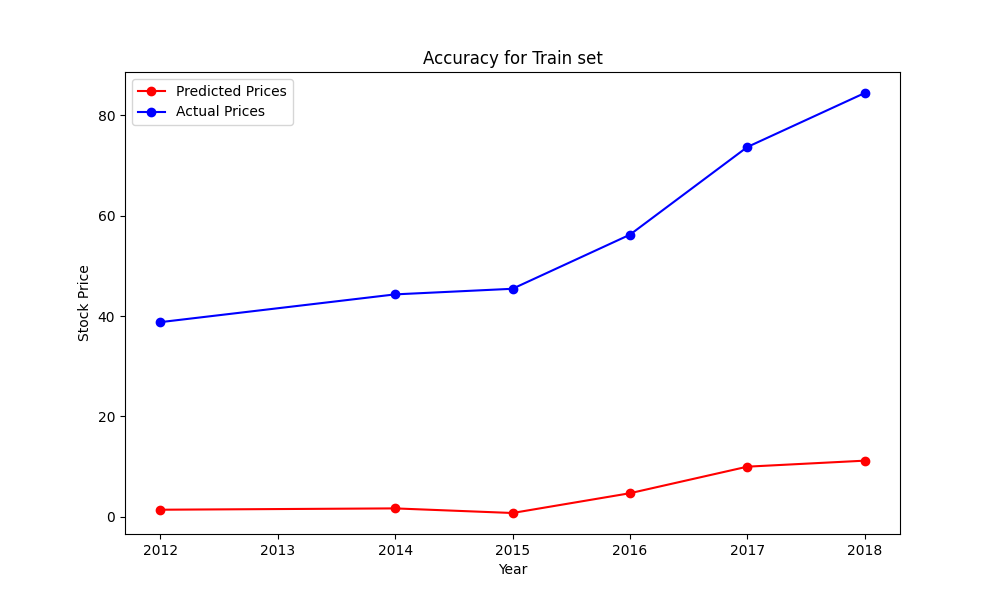 Accuracy for Train set
Predicted Prices
Actual Prices
80
60
40
20
0
Stock Price
2012 2013 2014 2015 2016 2017 2018
Year